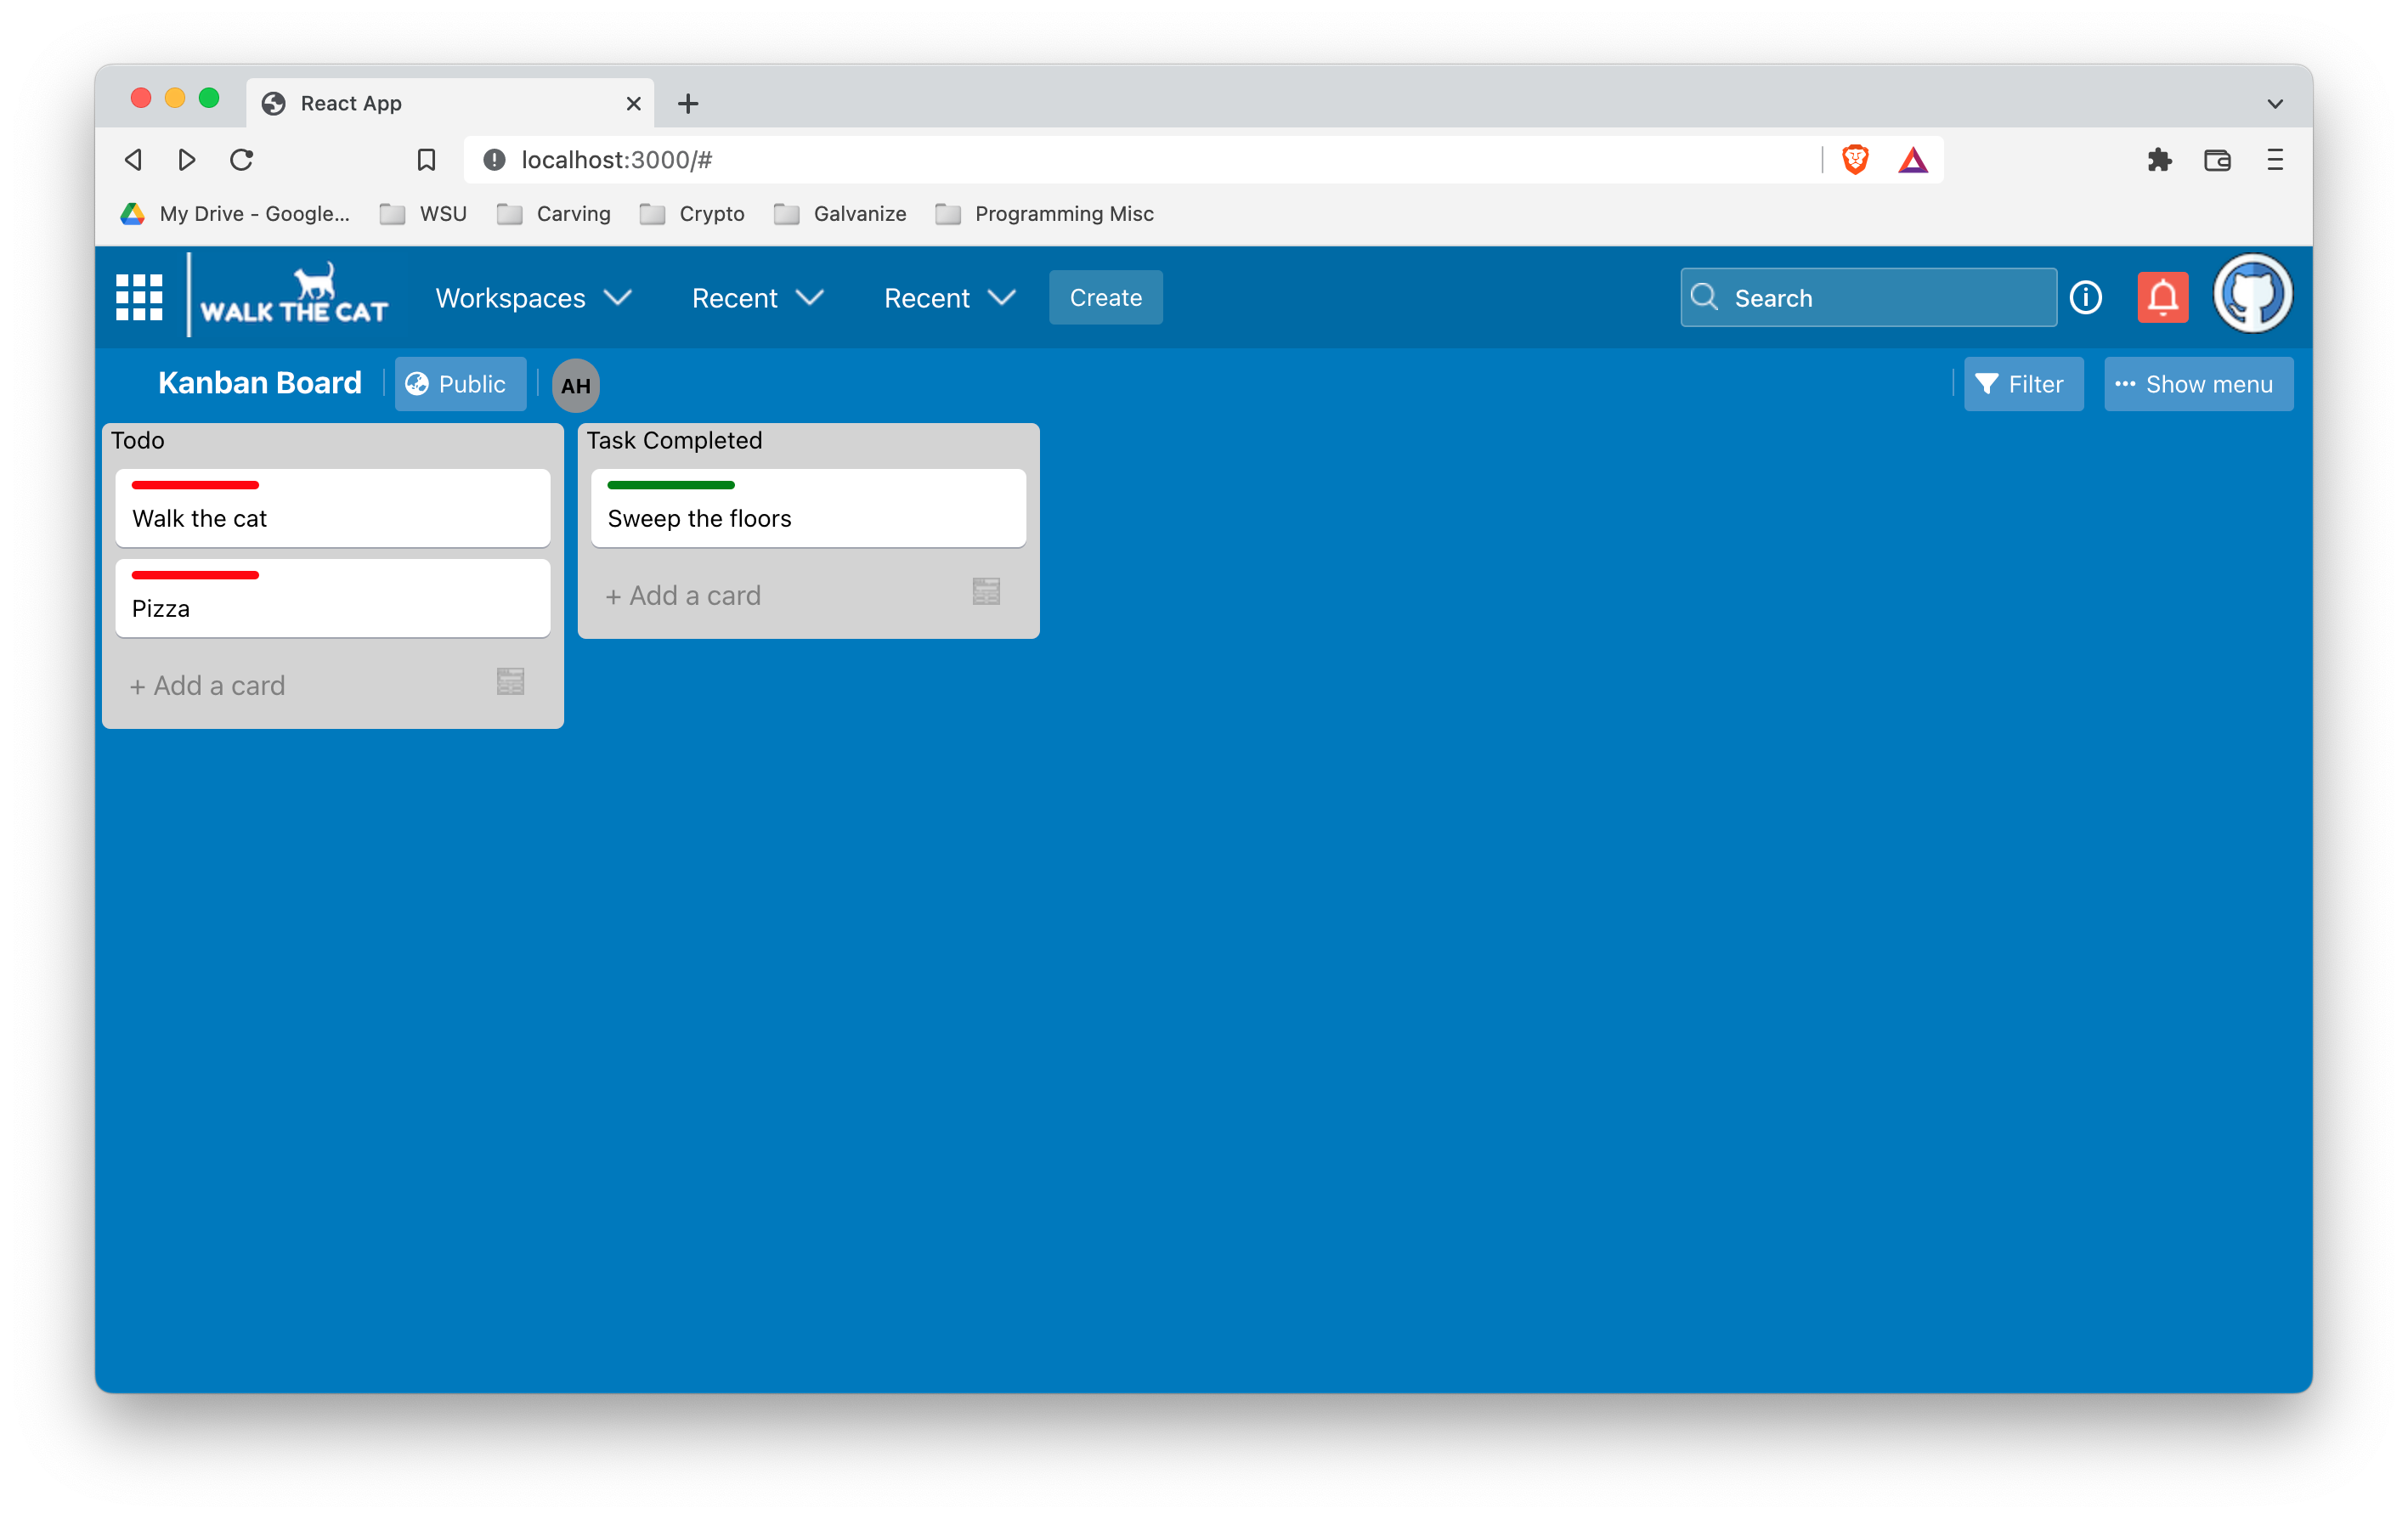 React App
localhost:3000/#
My Drive - Google... WSU Carving Crypto Galvanize Programming Misc
WALK THE CAT Workspaces Recent Recent Create Search
Kanban Board Public AH Filter Show menu
Todo
Walk the cat
Pizza
+ Add a card
Task Completed
Sweep the floors
+ Add a card